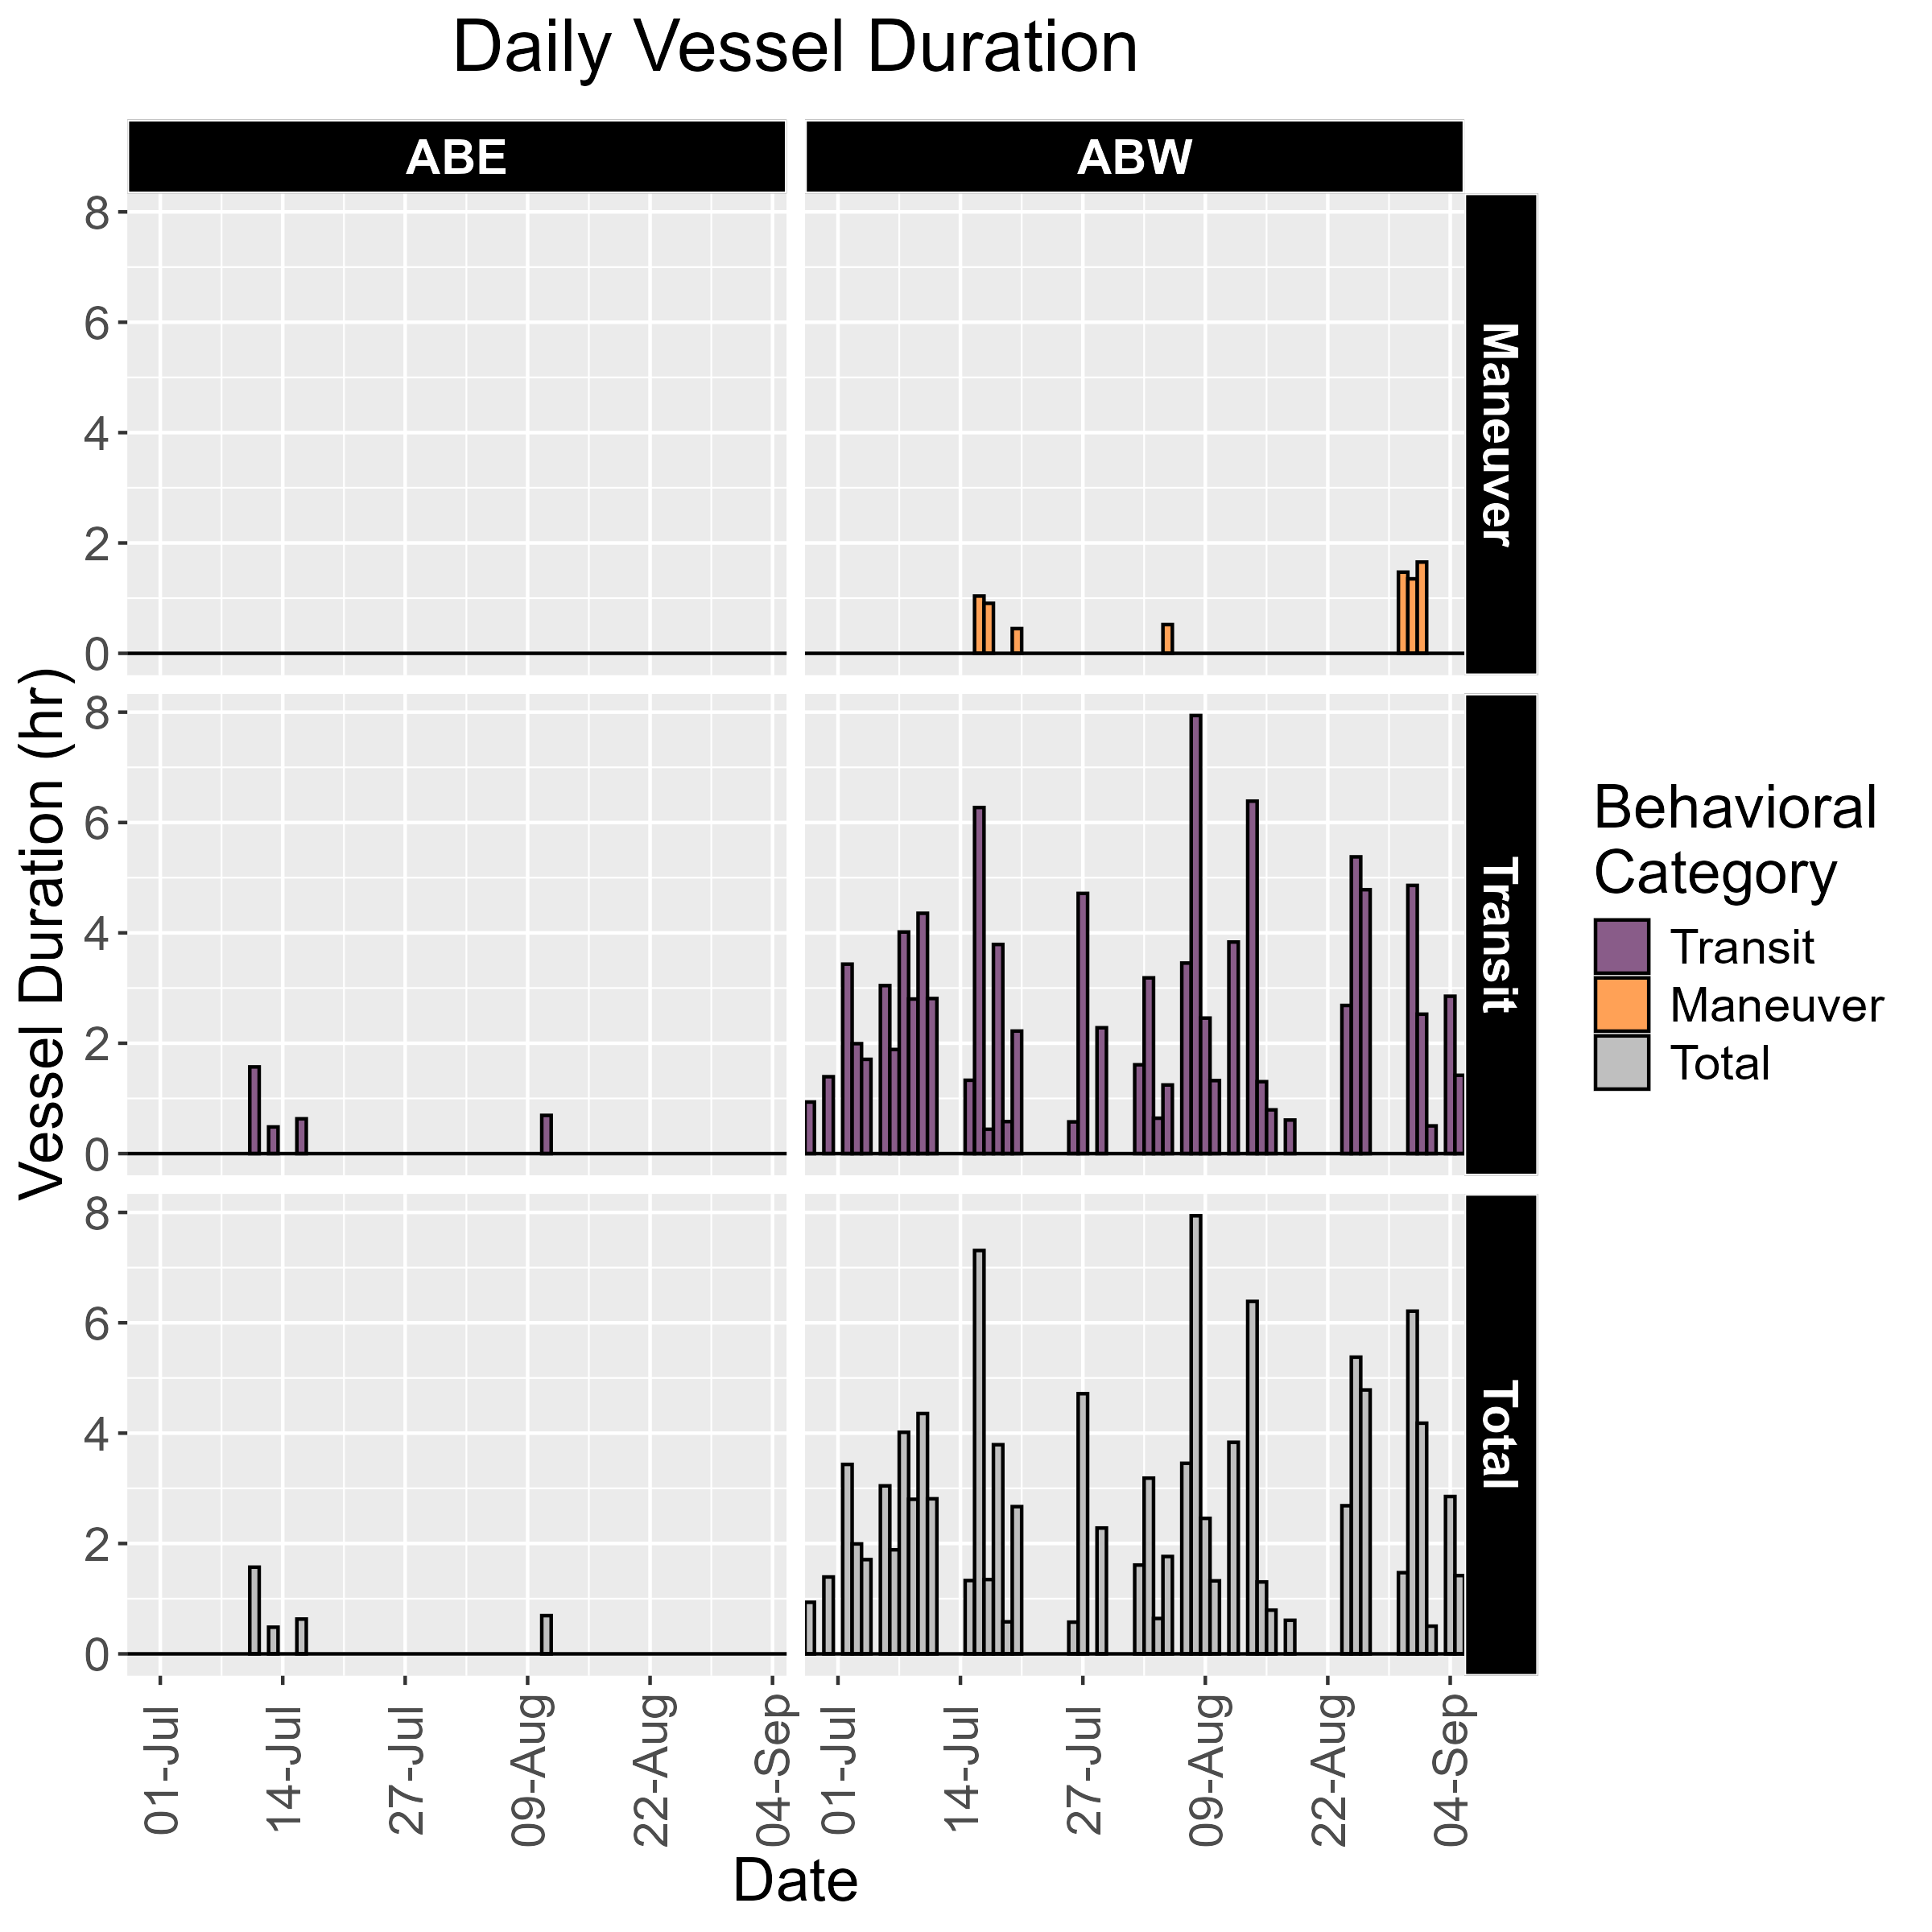 Daily Vessel Duration
ABE
ABW
8
6
4
2
0
Maneuver
8
6
4
2
0
Transit
8
6
4
2
0
Total
Vessel Duration (hr)
01-Jul
14-Jul
27-Jul
09-Aug
22-Aug
04-Sep
01-Jul
14-Jul
27-Jul
09-Aug
22-Aug
04-Sep
Date
Behavioral
Category
Transit
Maneuver
Total